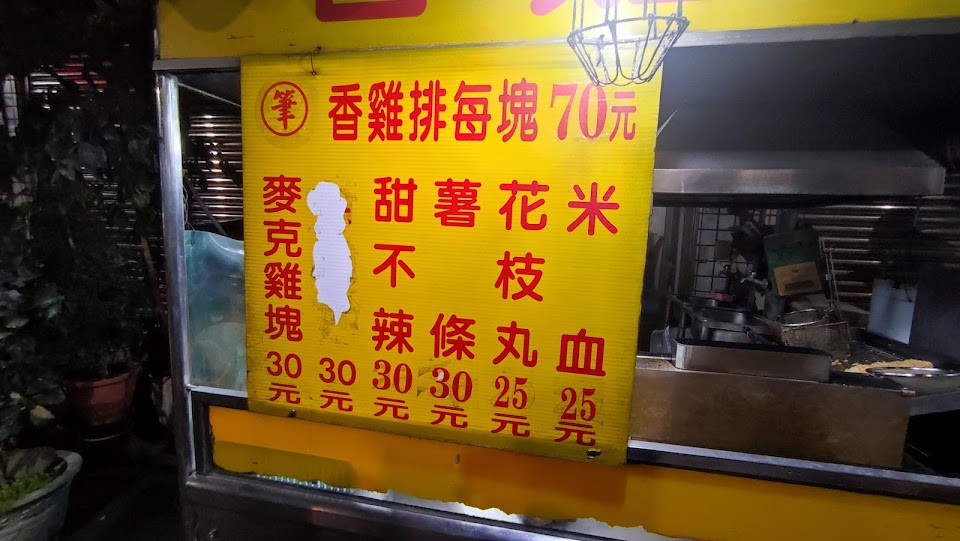 筆 香雞排每塊70元
麥克雞塊30元
30元
甜不辣30元
薯條30元
花枝丸25元
米血25元